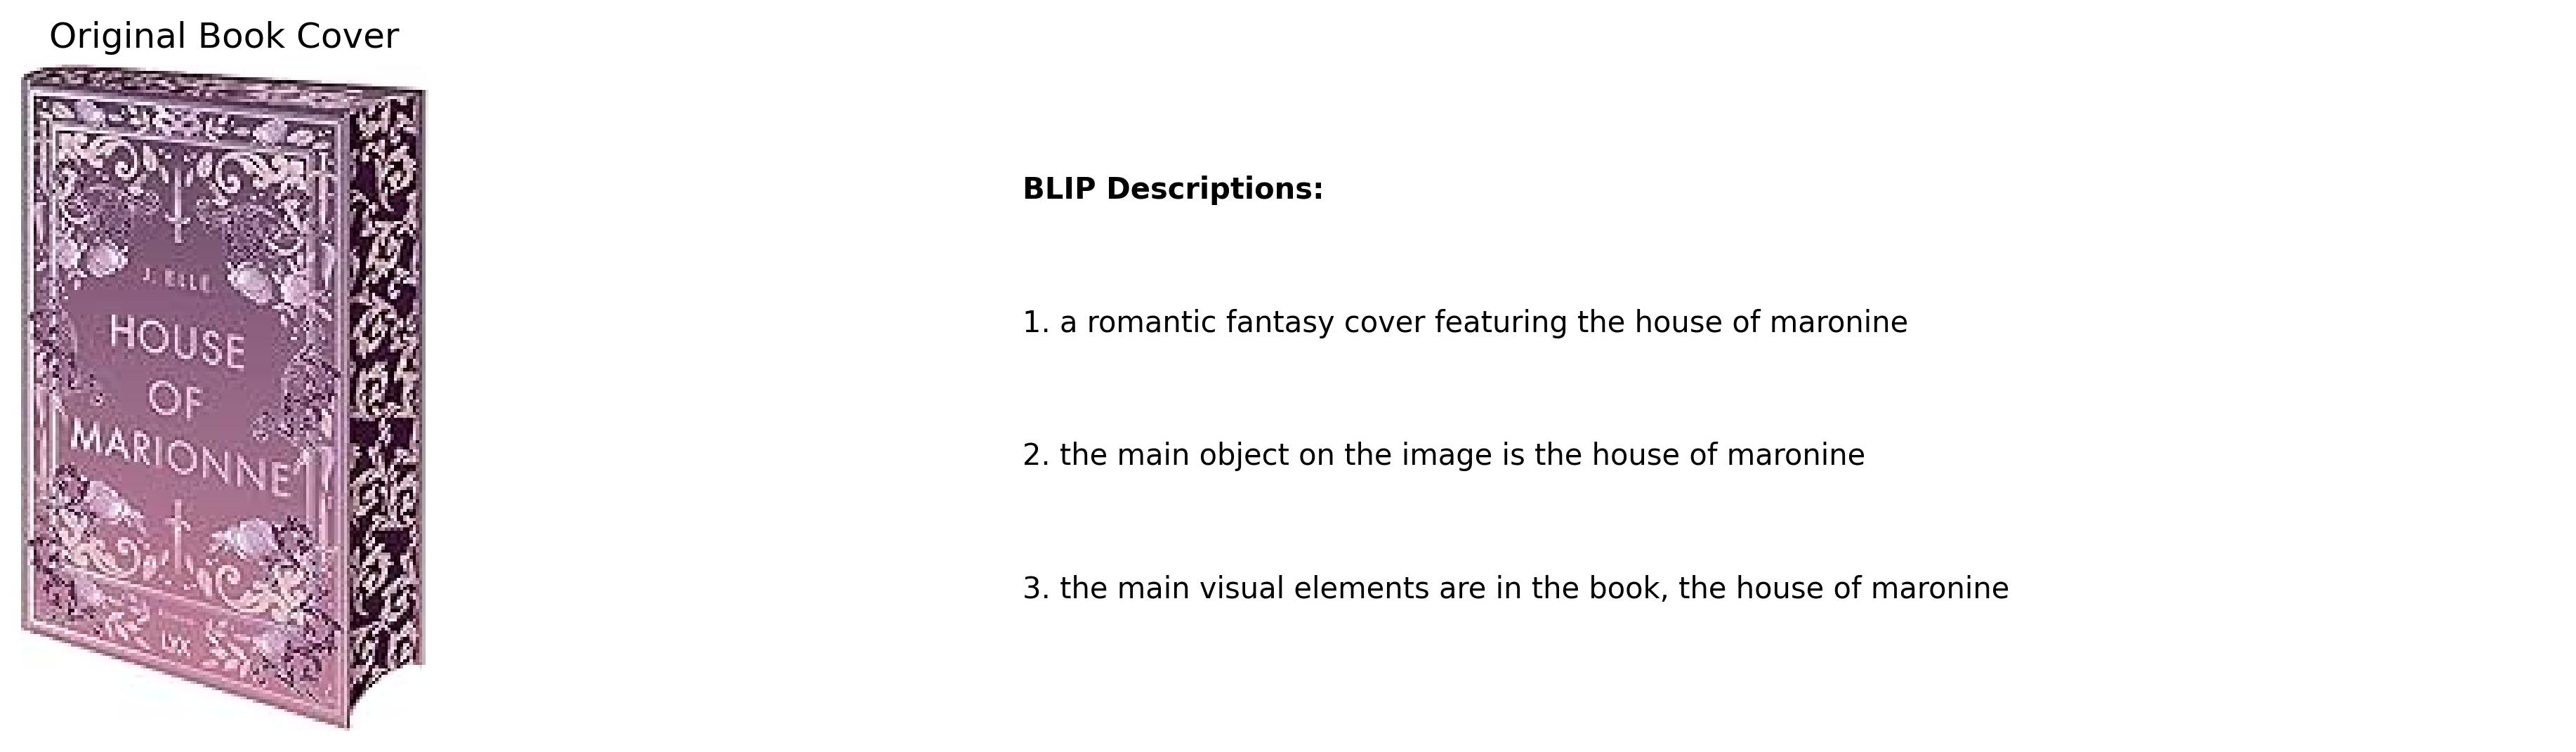 Original Book Cover
J. ELLE
HOUSE
OF
MARIONNE
LYX
BLIP Descriptions:
1. a romantic fantasy cover featuring the house of maronine
2. the main object on the image is the house of maronine
3. the main visual elements are in the book, the house of maronine